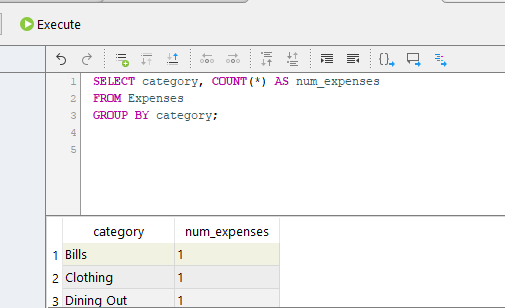 Execute
1 SELECT category, COUNT(*) AS num_expenses
2 FROM Expenses
3 GROUP BY category;
4
5
category num_expenses
1 Bills 1
2 Clothing 1
3 Dining Out 1